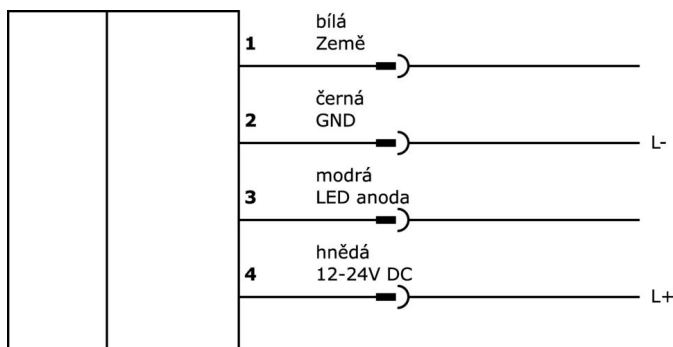 bílá
1 Země
černá
2 GND L-
modrá
3 LED anoda
hnědá
4 12-24V DC L+